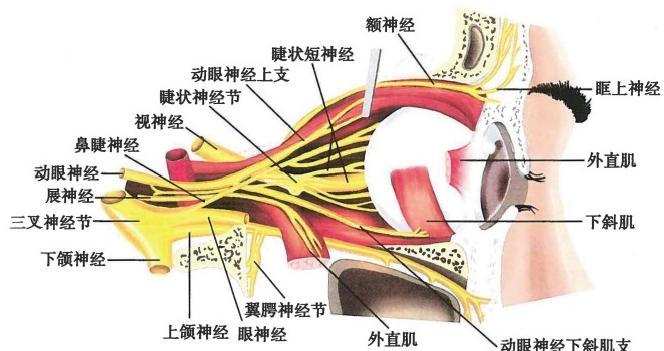 额神经
睫状短神经
动眼神经上支
睫状神经节
视神经
鼻睫神经
动眼神经
展神经
三叉神经节
下颌神经
上颌神经
眼神经
翼腭神经节
外直肌
动眼神经下斜肌支
下斜肌
外直肌
眶上神经